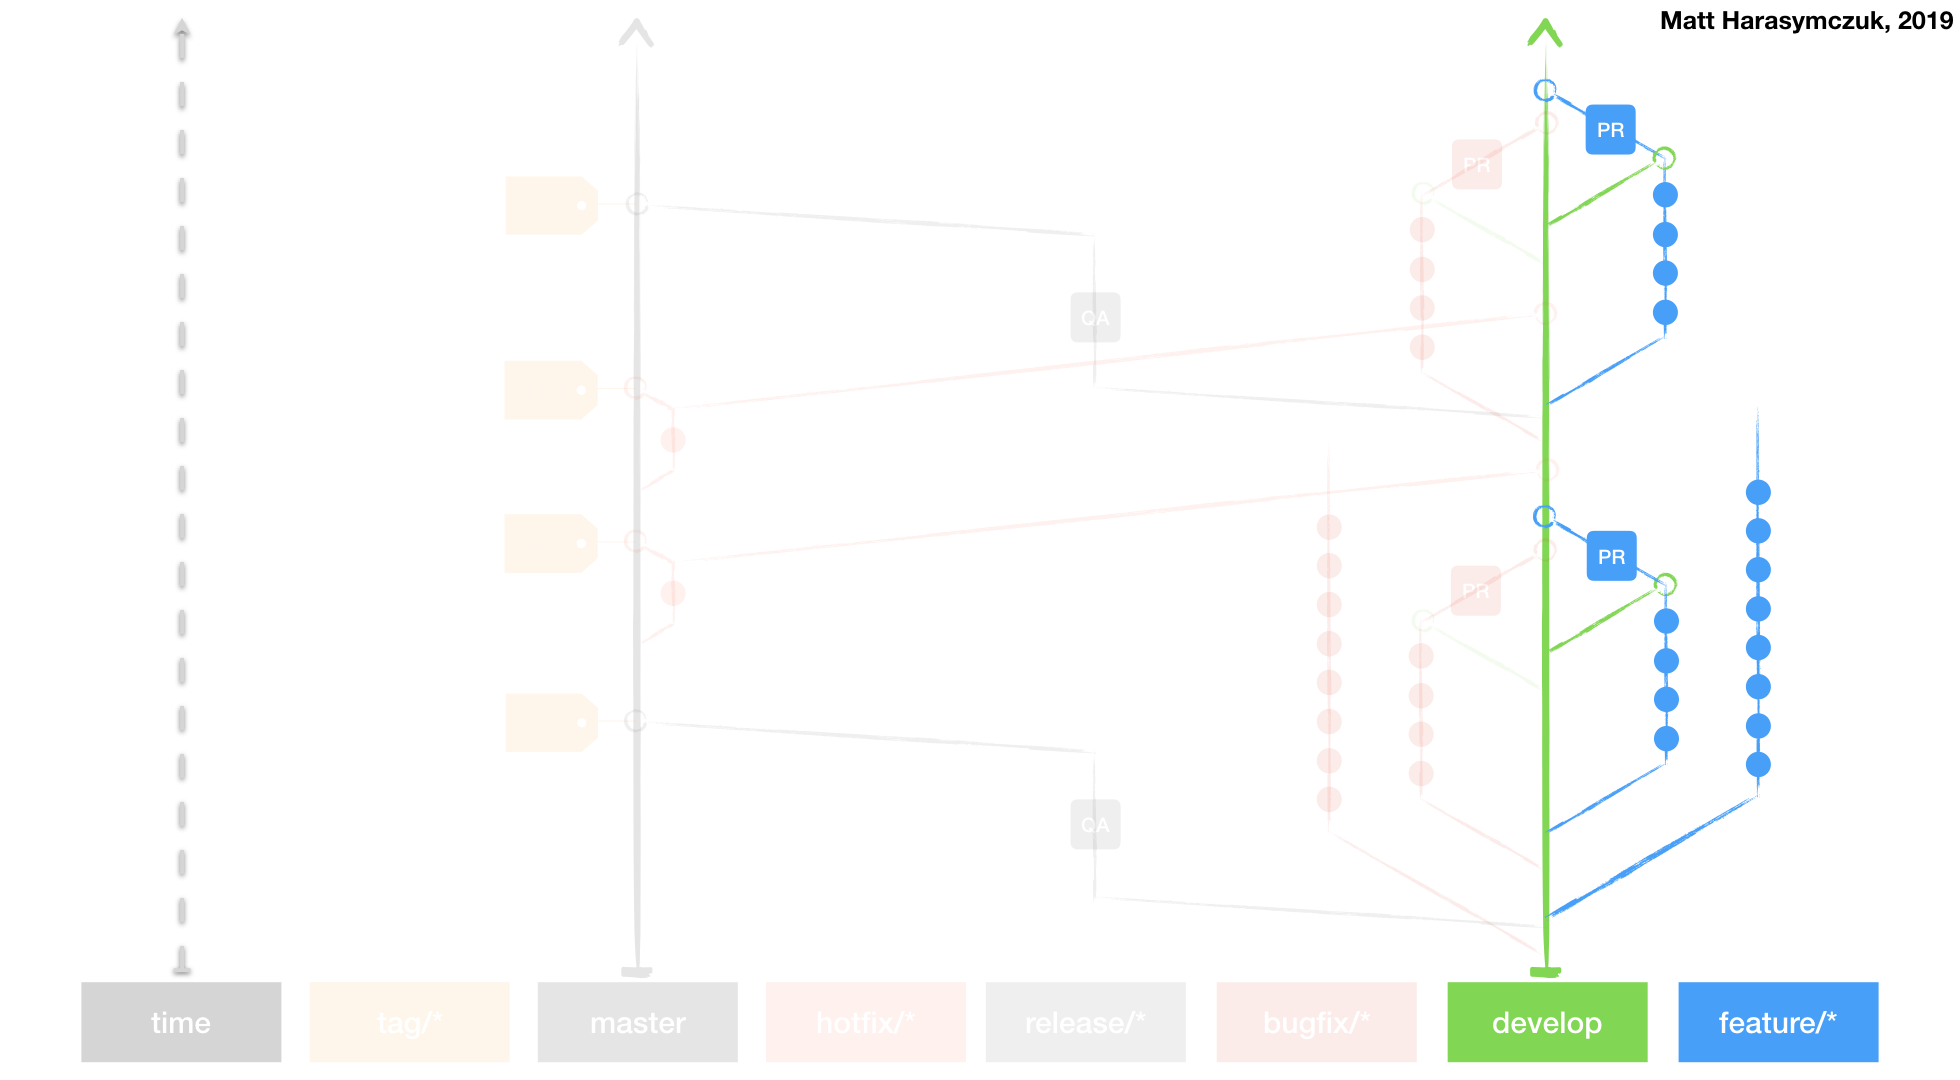 Matt Harasymczuk, 2019
PR
PR
QA
PR
PR
QA
time
tag/*
master
hotfix/*
release/*
bugfix/*
develop
feature/*